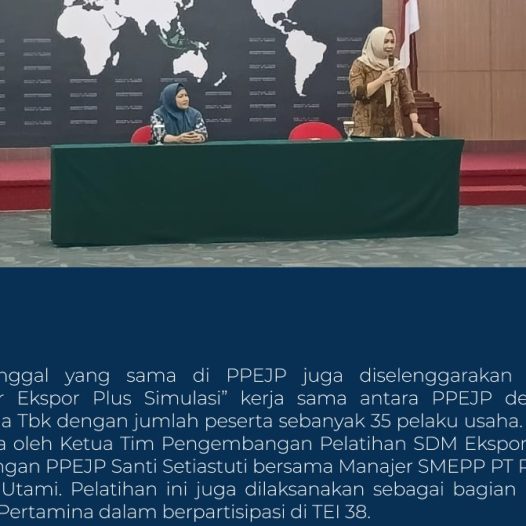 nggal yang sama di PPEJP juga diselenggarakan
Ekspor Plus Simulasi” kerja sama antara PPEJP de
a Tbk dengan jumlah peserta sebanyak 35 pelaku usaha.
a oleh Ketua Tim Pengembangan Pelatihan SDM Ekspor
ngan PPEJP Santi Setiastuti bersama Manajer SMEPP PT P
Utami. Pelatihan ini juga dilaksanakan sebagai bagian
Pertamina dalam berpartisipasi di TEI 38.